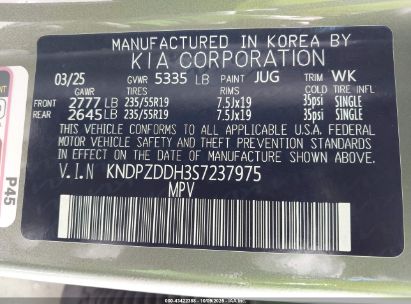 MANUFACTURED IN KOREA BY
KIA CORPORATION
03/25 GVWR 5335 LB PAINT JUG TRIM WK
GAWR TIRES RIMS COLD TIRE INFL
FRONT 2777 LB 235/55R19 7.5Jx19 35psi SINGLE
REAR 2645 LB 235/55R19 7.5Jx19 35psi SINGLE
THIS VEHICLE CONFORMS TO ALL APPLICABLE U.S. FEDERAL
MOTOR VEHICLE SAFETY AND THEFT PREVENTION STANDARDS
IN EFFECT ON THE DATE OF MANUFACTURE SHOWN ABOVE.
V.I.N KNDPZDDH3S7237975
MPV
P45